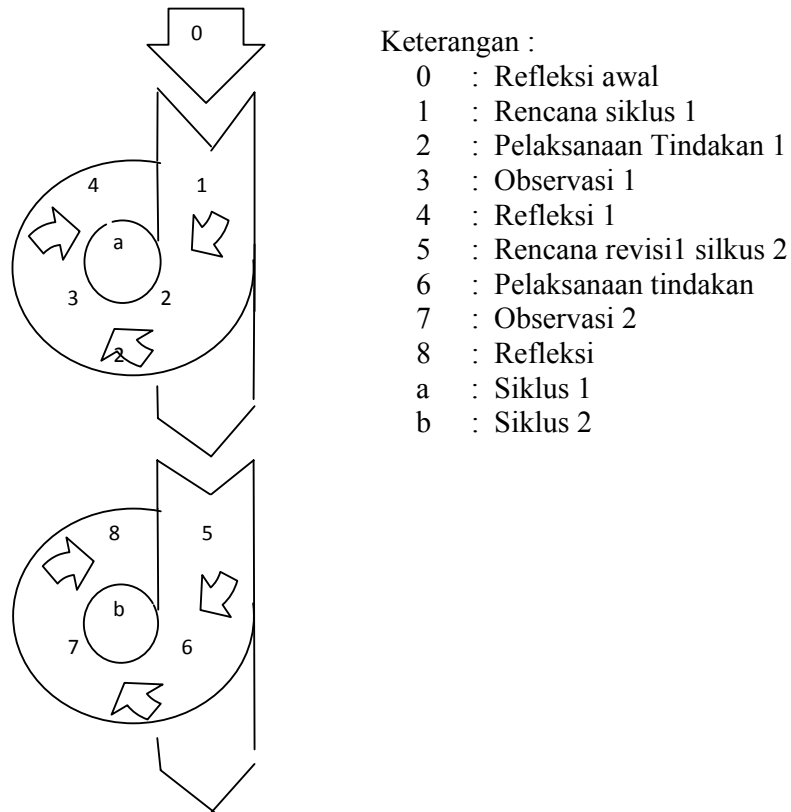 0
Keterangan :
0 : Refleksi awal
1 : Rencana siklus 1
2 : Pelaksanaan Tindakan 1
3 : Observasi 1
4 : Refleksi 1
5 : Rencana revisi1 silkus 2
6 : Pelaksanaan tindakan
7 : Observasi 2
8 : Refleksi
a : Siklus 1
b : Siklus 2
4 1
a
3 2
2
8 5
b
7 6